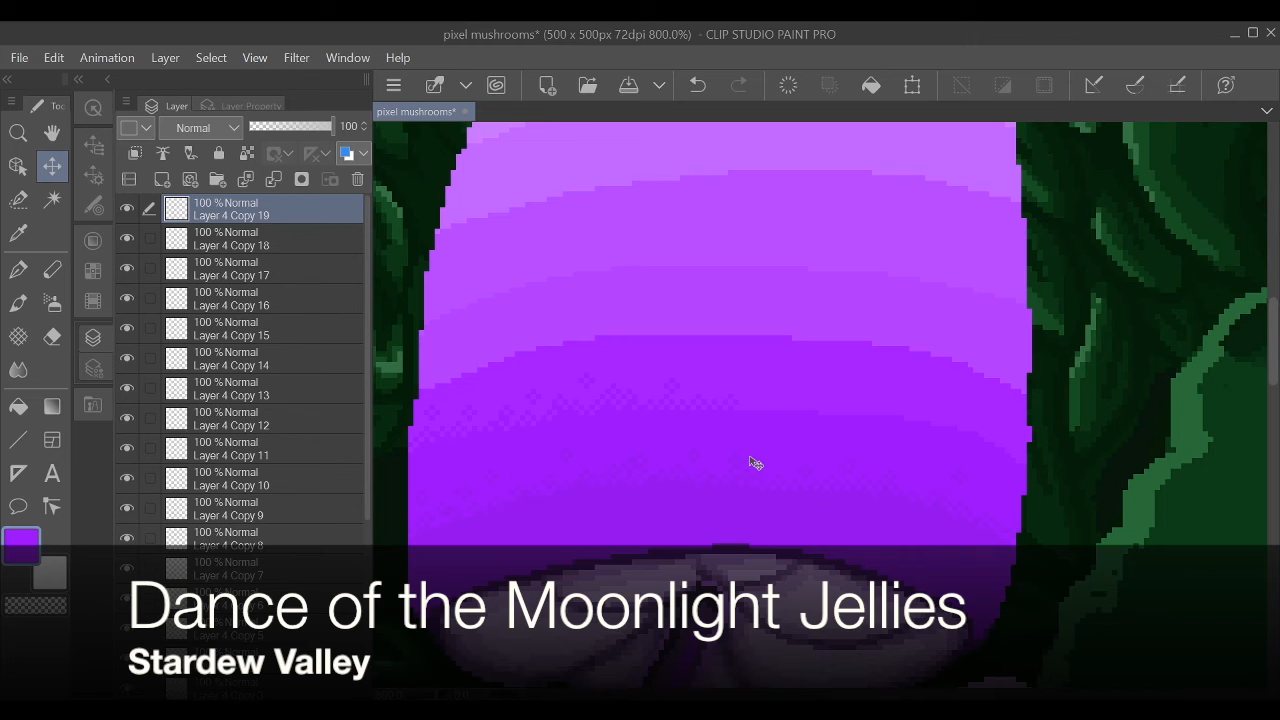 pixel mushrooms* (500 x 500px 72dpi 800.0%) - CLIP STUDIO PAINT PRO
File Edit Animation Layer Select View Filter Window Help
Toc Layer Layer Property pixel mushrooms*
Normal 100
100 %Normal
Layer 4 Copy 19
100 %Normal
Layer 4 Copy 18
100 %Normal
Layer 4 Copy 17
100 %Normal
Layer 4 Copy 16
100 %Normal
Layer 4 Copy 15
100 %Normal
Layer 4 Copy 14
100 %Normal
Layer 4 Copy 13
100 %Normal
Layer 4 Copy 12
100 %Normal
Layer 4 Copy 11
100 %Normal
Layer 4 Copy 10
100 %Normal
Layer 4 Copy 9
100 %Normal
Layer 4 Copy 8
100 %Normal
Layer 4 Copy 7
Dance of the Moonlight Jellies
Stardew Valley